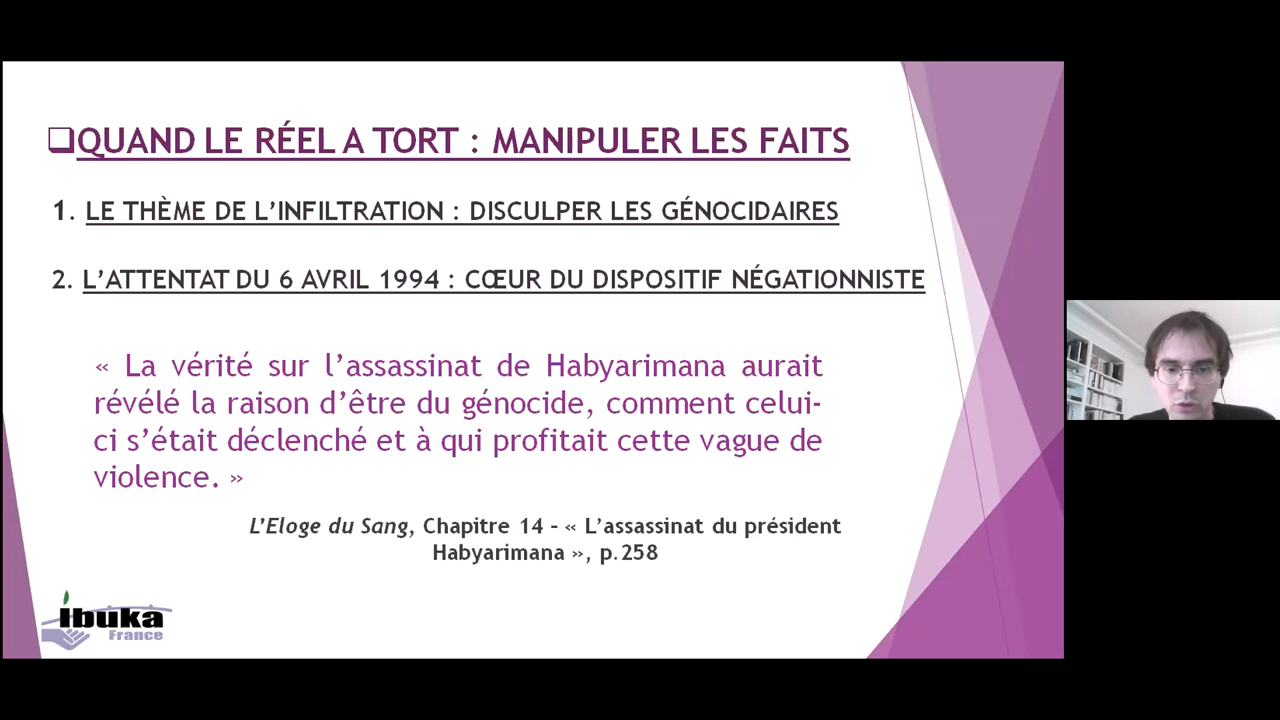 ❑QUAND LE RÉEL A TORT : MANIPULER LES FAITS
1. LE THÈME DE L’INFILTRATION : DISCULPER LES GÉNOCIDAIRES
2. L’ATTENTAT DU 6 AVRIL 1994 : CŒUR DU DISPOSITIF NÉGATIONNISTE
« La vérité sur l’assassinat de Habyarimana aurait
révélé la raison d’être du génocide, comment celui-
ci s’était déclenché et à qui profitait cette vague de
violence. »
L’Eloge du Sang, Chapitre 14 – « L’assassinat du président
Habyarimana », p.258
ibuka
France